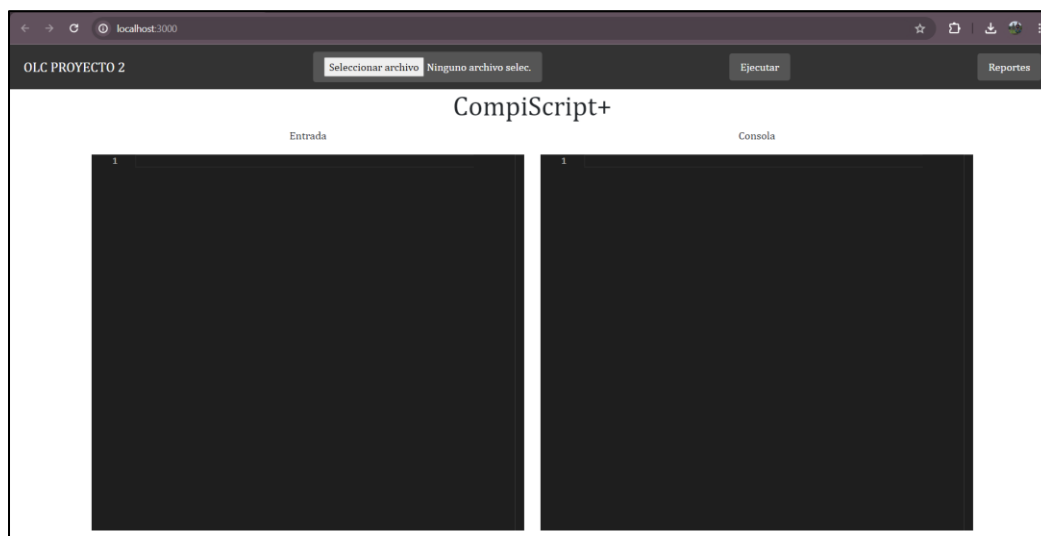 localhost:3000
OLC PROYECTO 2 Seleccionar archivo Ninguno archivo selec. Ejecutar Reportes
CompiScript+
Entrada Consola
1 1